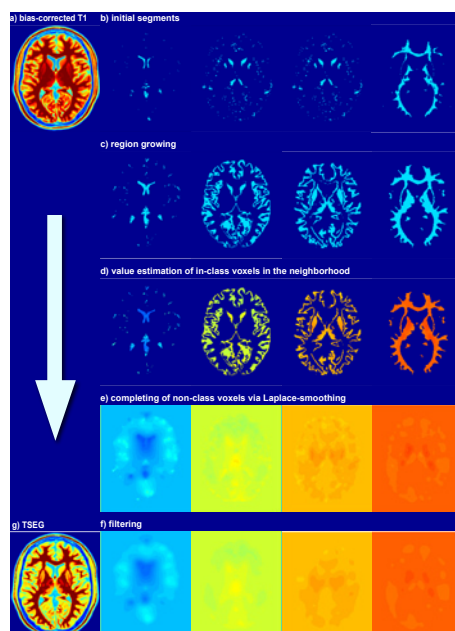 a) bias-corrected T1
b) initial segments
c) region growing
d) value estimation of in-class voxels in the neighborhood
e) completing of non-class voxels via Laplace-smoothing
g) TSEG
f) filtering